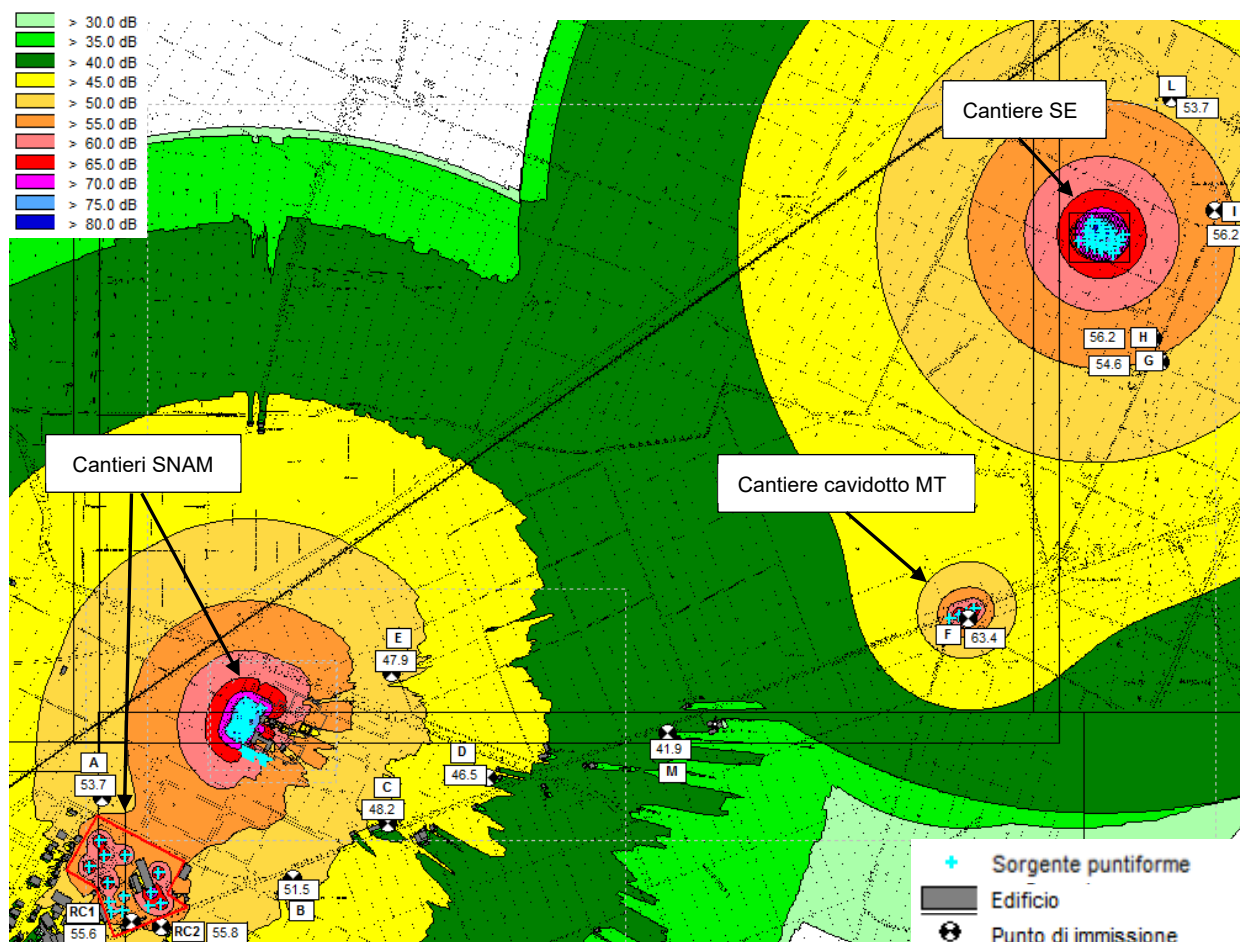 > 30.0 dB
> 35.0 dB
> 40.0 dB
> 45.0 dB
> 50.0 dB
> 55.0 dB
> 60.0 dB
> 65.0 dB
> 70.0 dB
> 75.0 dB
> 80.0 dB
L
53.7
Cantiere SE
I
56.2
56.2 H
54.6 G
Cantieri SNAM
Cantiere cavidotto MT
F 63.4
E
47.9
41.9
M
D
46.5
A
53.7
C
48.2
51.5
B
RC1
55.6
RC2 55.8
Sorgente puntiforme
Edificio
Punto di immissione